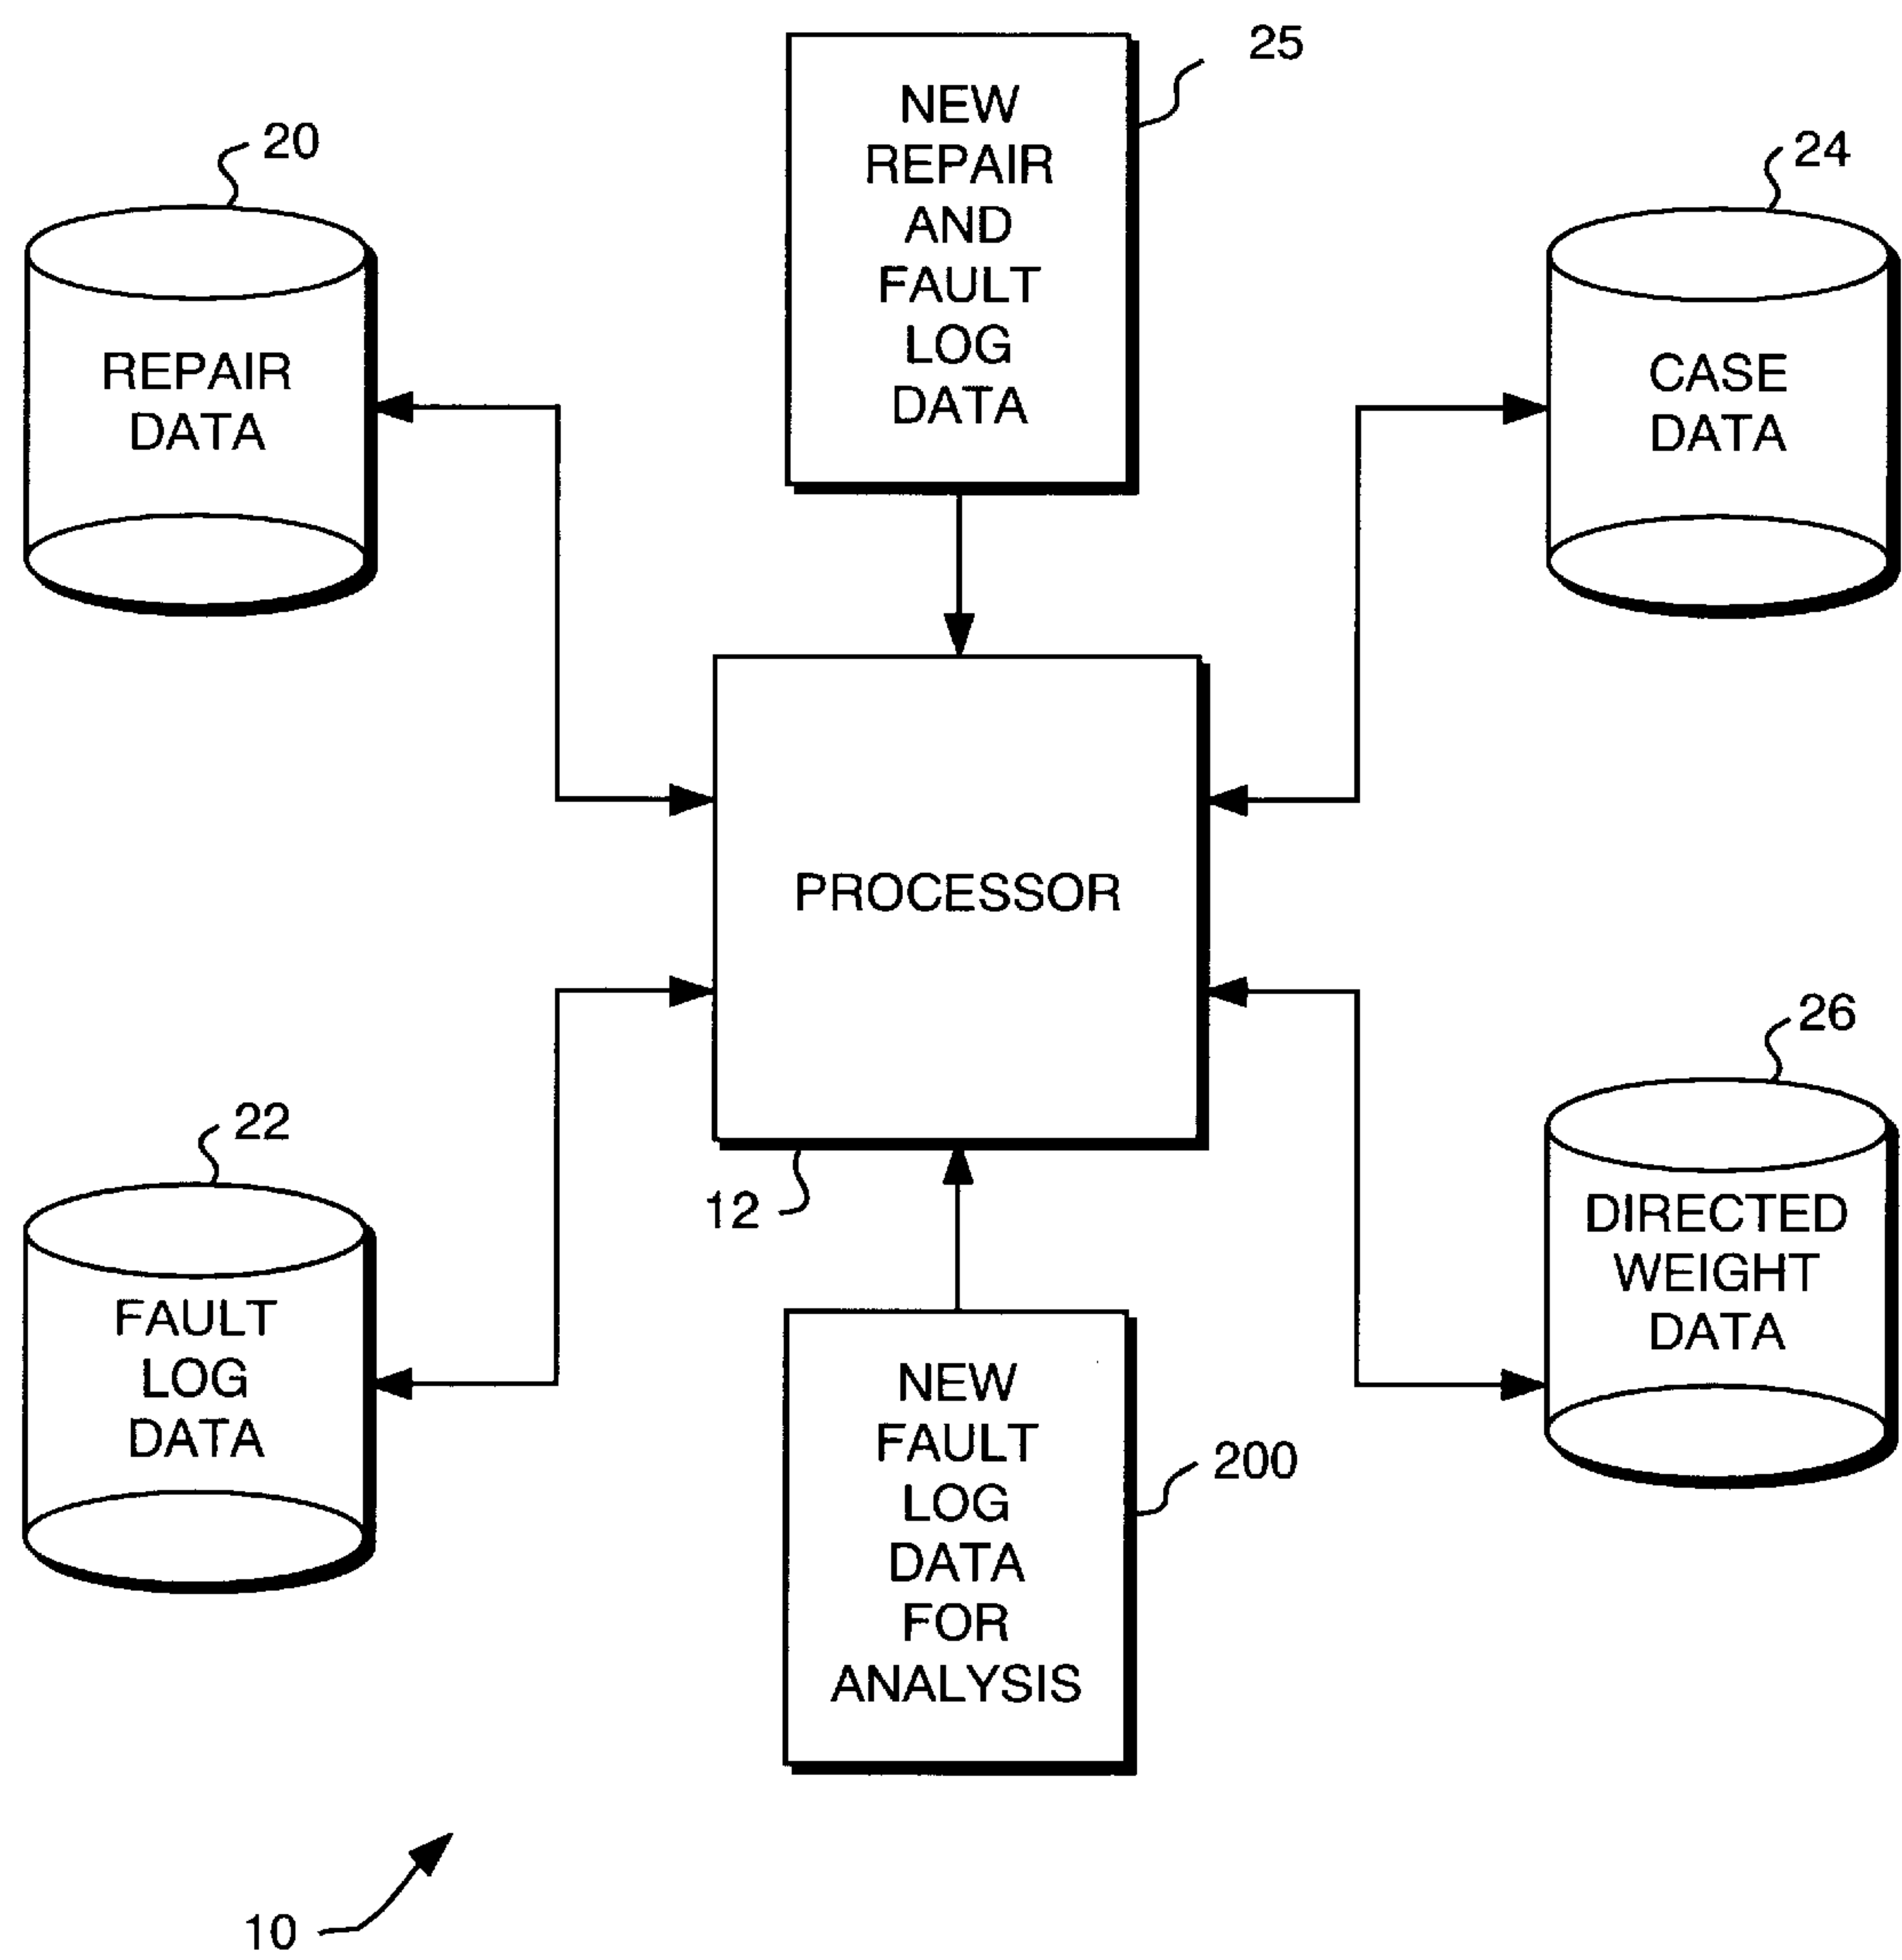 25
NEW
REPAIR
AND
FAULT
LOG
DATA
20
REPAIR
DATA
24
CASE
DATA
PROCESSOR
12
22
FAULT
LOG
DATA
26
DIRECTED
WEIGHT
DATA
200
NEW
FAULT
LOG
DATA
FOR
ANALYSIS
10